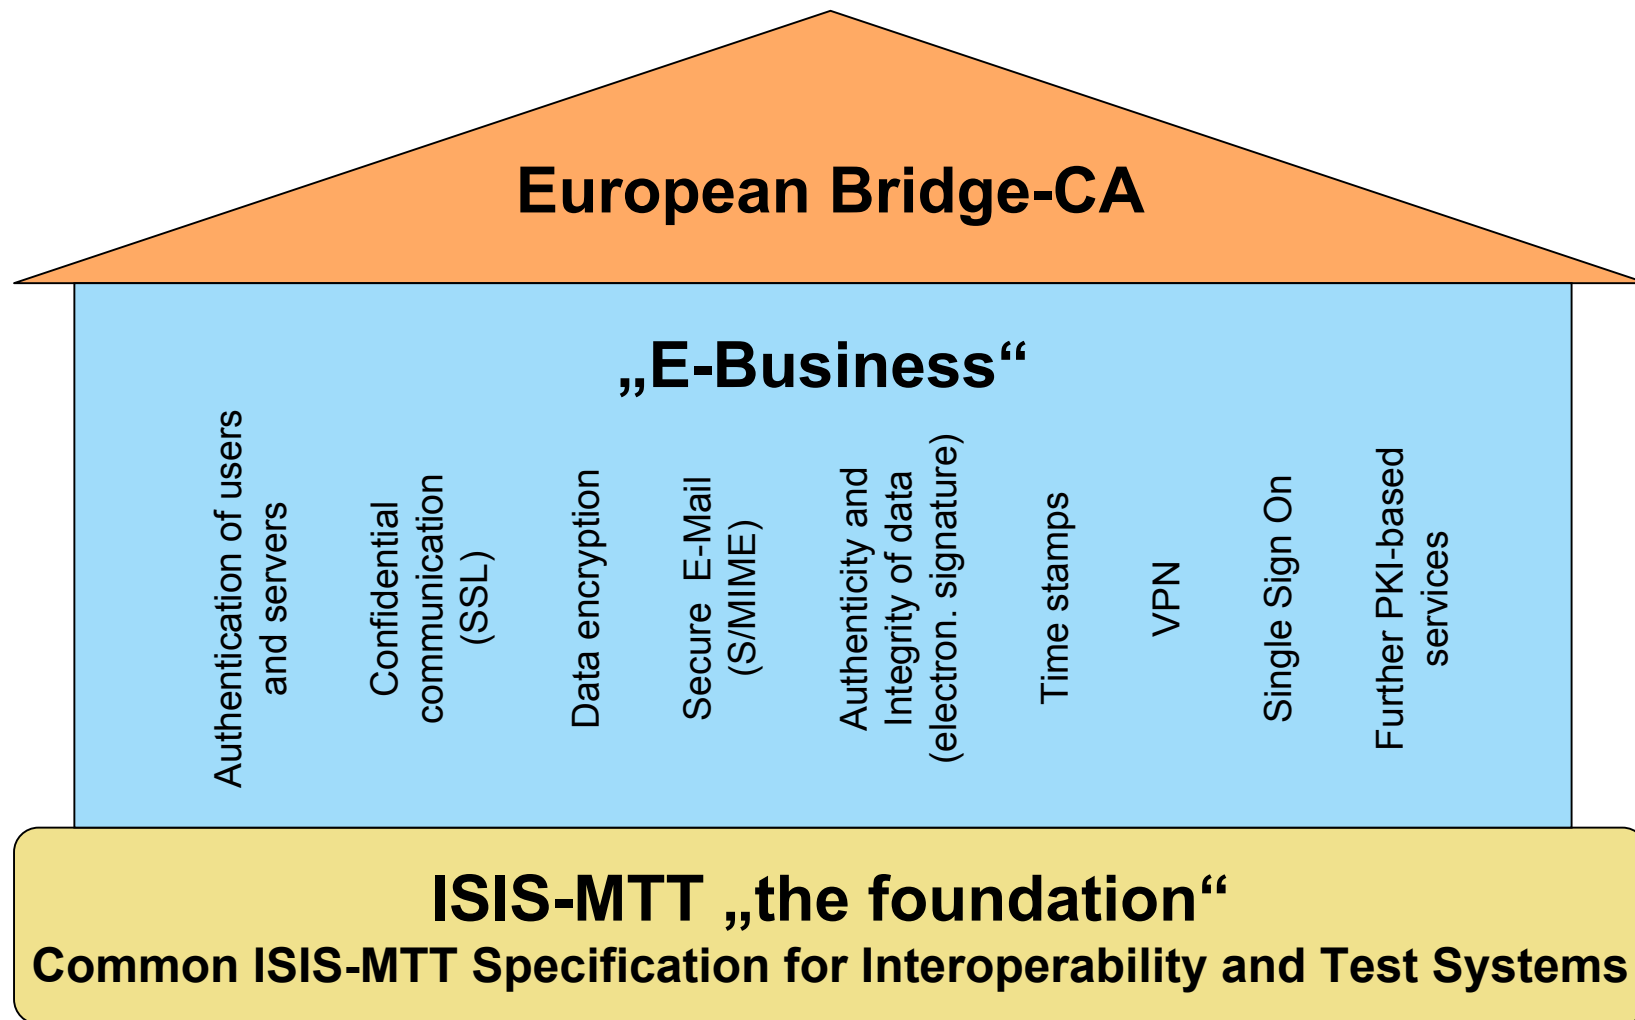 European Bridge-CA
„E-Business“
Authentication of users
and servers
Confidential
communication
(SSL)
Data encryption
Secure E-Mail
(S/MIME)
Authenticity and
Integrity of data
(electron. signature)
Time stamps
VPN
Single Sign On
Further PKI-based
services
ISIS-MTT „the foundation“
Common ISIS-MTT Specification for Interoperability and Test Systems